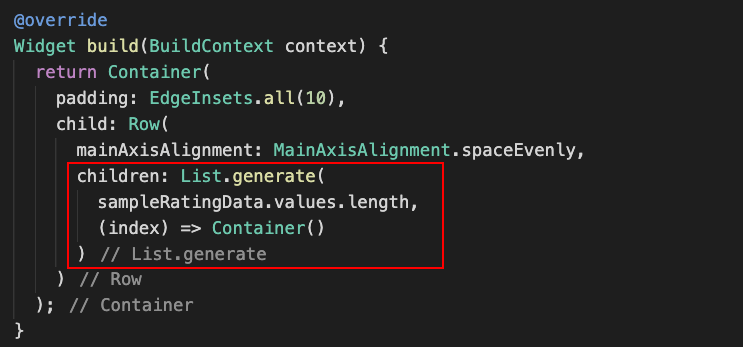 @override
Widget build(BuildContext context) {
return Container(
padding: EdgeInsets.all(10),
child: Row(
mainAxisAlignment: MainAxisAlignment.spaceEvenly,
children: List.generate(
sampleRatingData.values.length,
(index) => Container()
) // List.generate
) // Row
); // Container
}